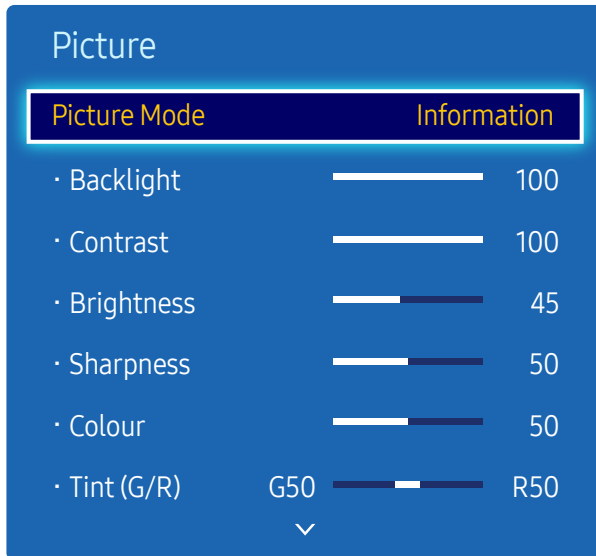 Picture
Picture Mode Information
· Backlight 100
· Contrast 100
· Brightness 45
· Sharpness 50
· Colour 50
· Tint (G/R) G50 R50